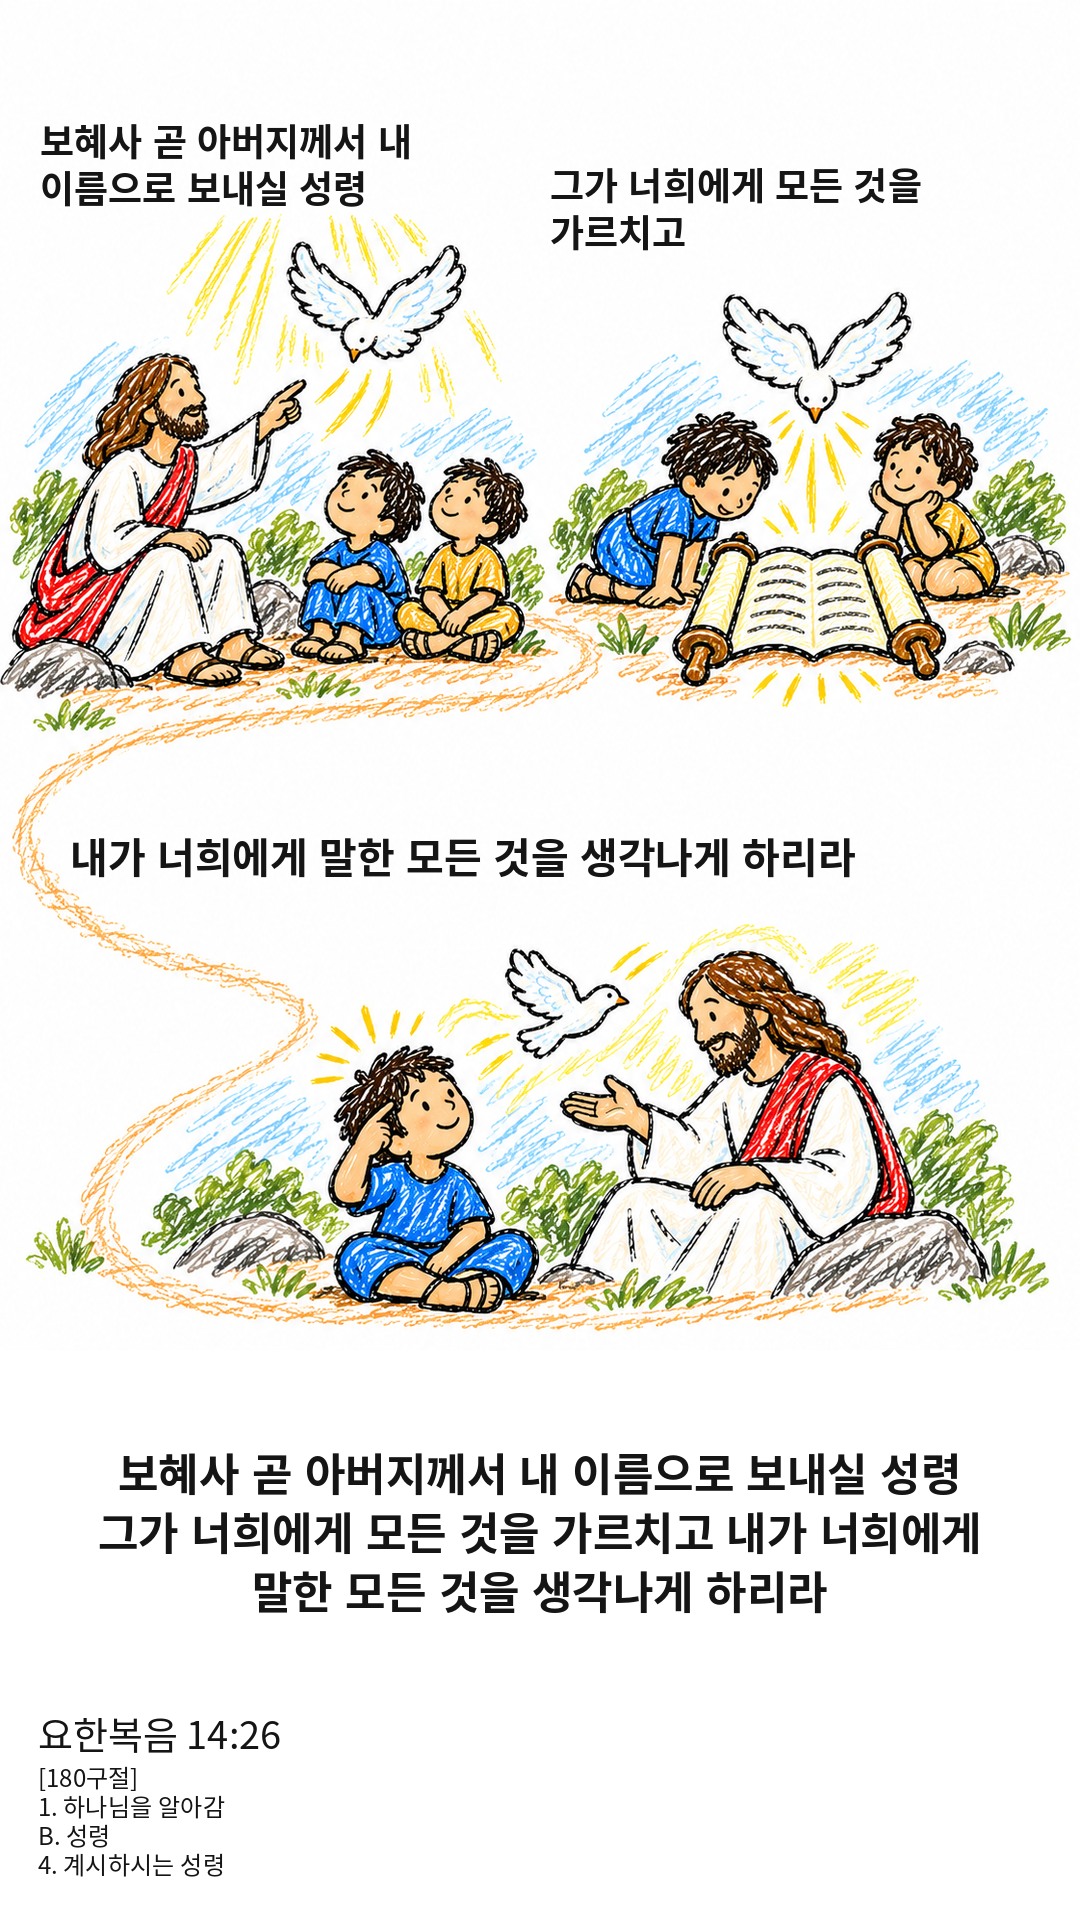 보혜사 곧 아버지께서 내
이름으로 보내실 성령
그가 너희에게 모든 것을
가르치고
내가 너희에게 말한 모든 것을 생각나게 하리라
보혜사 곧 아버지께서 내 이름으로 보내실 성령
그가 너희에게 모든 것을 가르치고 내가 너희에게
말한 모든 것을 생각나게 하리라
요한복음 14:26
[180구절]
1. 하나님을 알아감
B. 성령
4. 계시하시는 성령